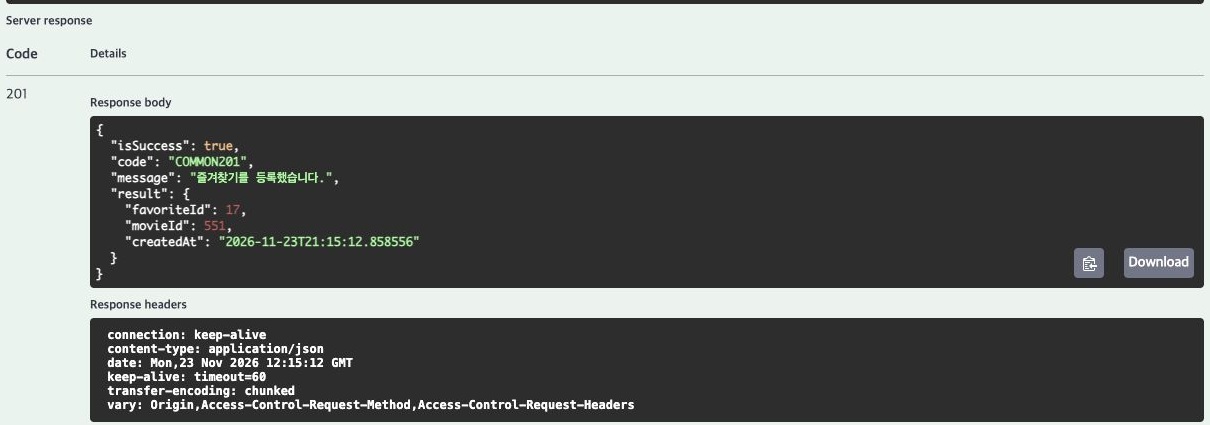 Server response
Code Details
201
Response body
{
"isSuccess": true,
"code": "COMMON201",
"message": "즐겨찾기를 등록했습니다.",
"result": {
"favoriteId": 17,
"movieId": 551,
"createdAt": "2026-11-23T21:15:12.858556"
}
}
Download
Response headers
connection: keep-alive
content-type: application/json
date: Mon,23 Nov 2026 12:15:12 GMT
keep-alive: timeout=60
transfer-encoding: chunked
vary: Origin,Access-Control-Request-Method,Access-Control-Request-Headers